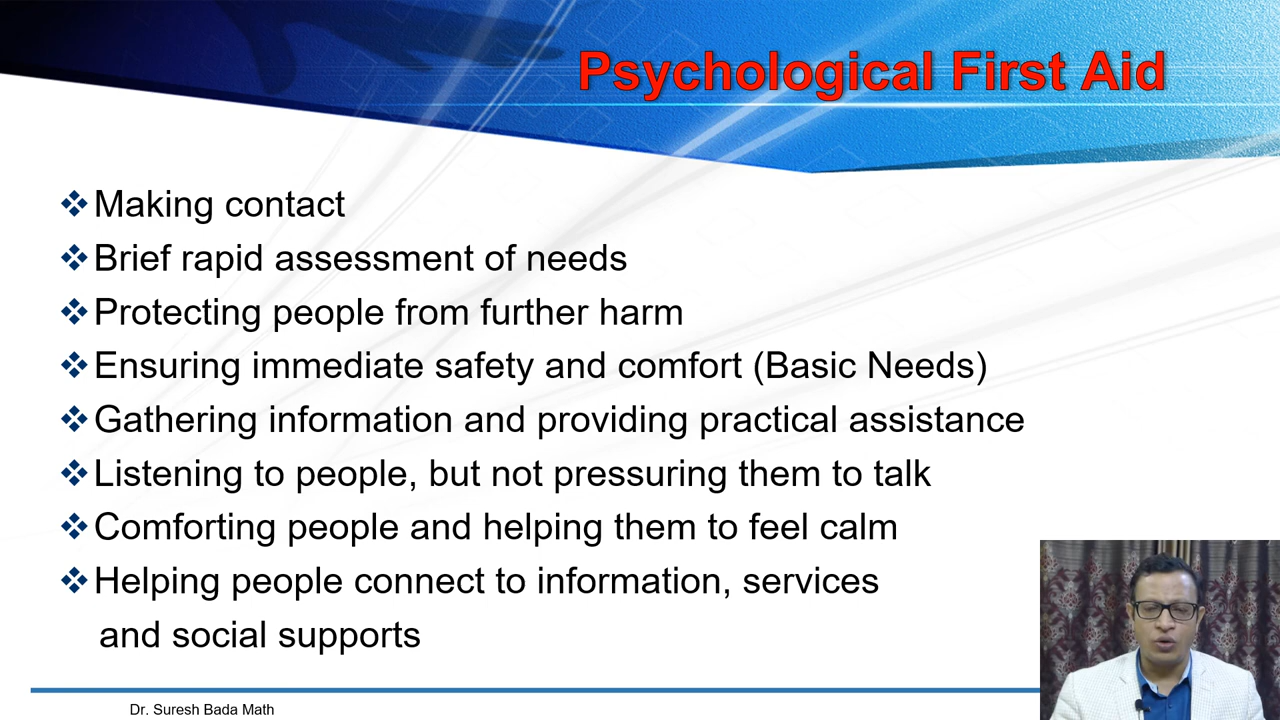 Psychological First Aid
❖Making contact
❖Brief rapid assessment of needs
❖Protecting people from further harm
❖Ensuring immediate safety and comfort (Basic Needs)
❖Gathering information and providing practical assistance
❖Listening to people, but not pressuring them to talk
❖Comforting people and helping them to feel calm
❖Helping people connect to information, services
and social supports
Dr. Suresh Bada Math